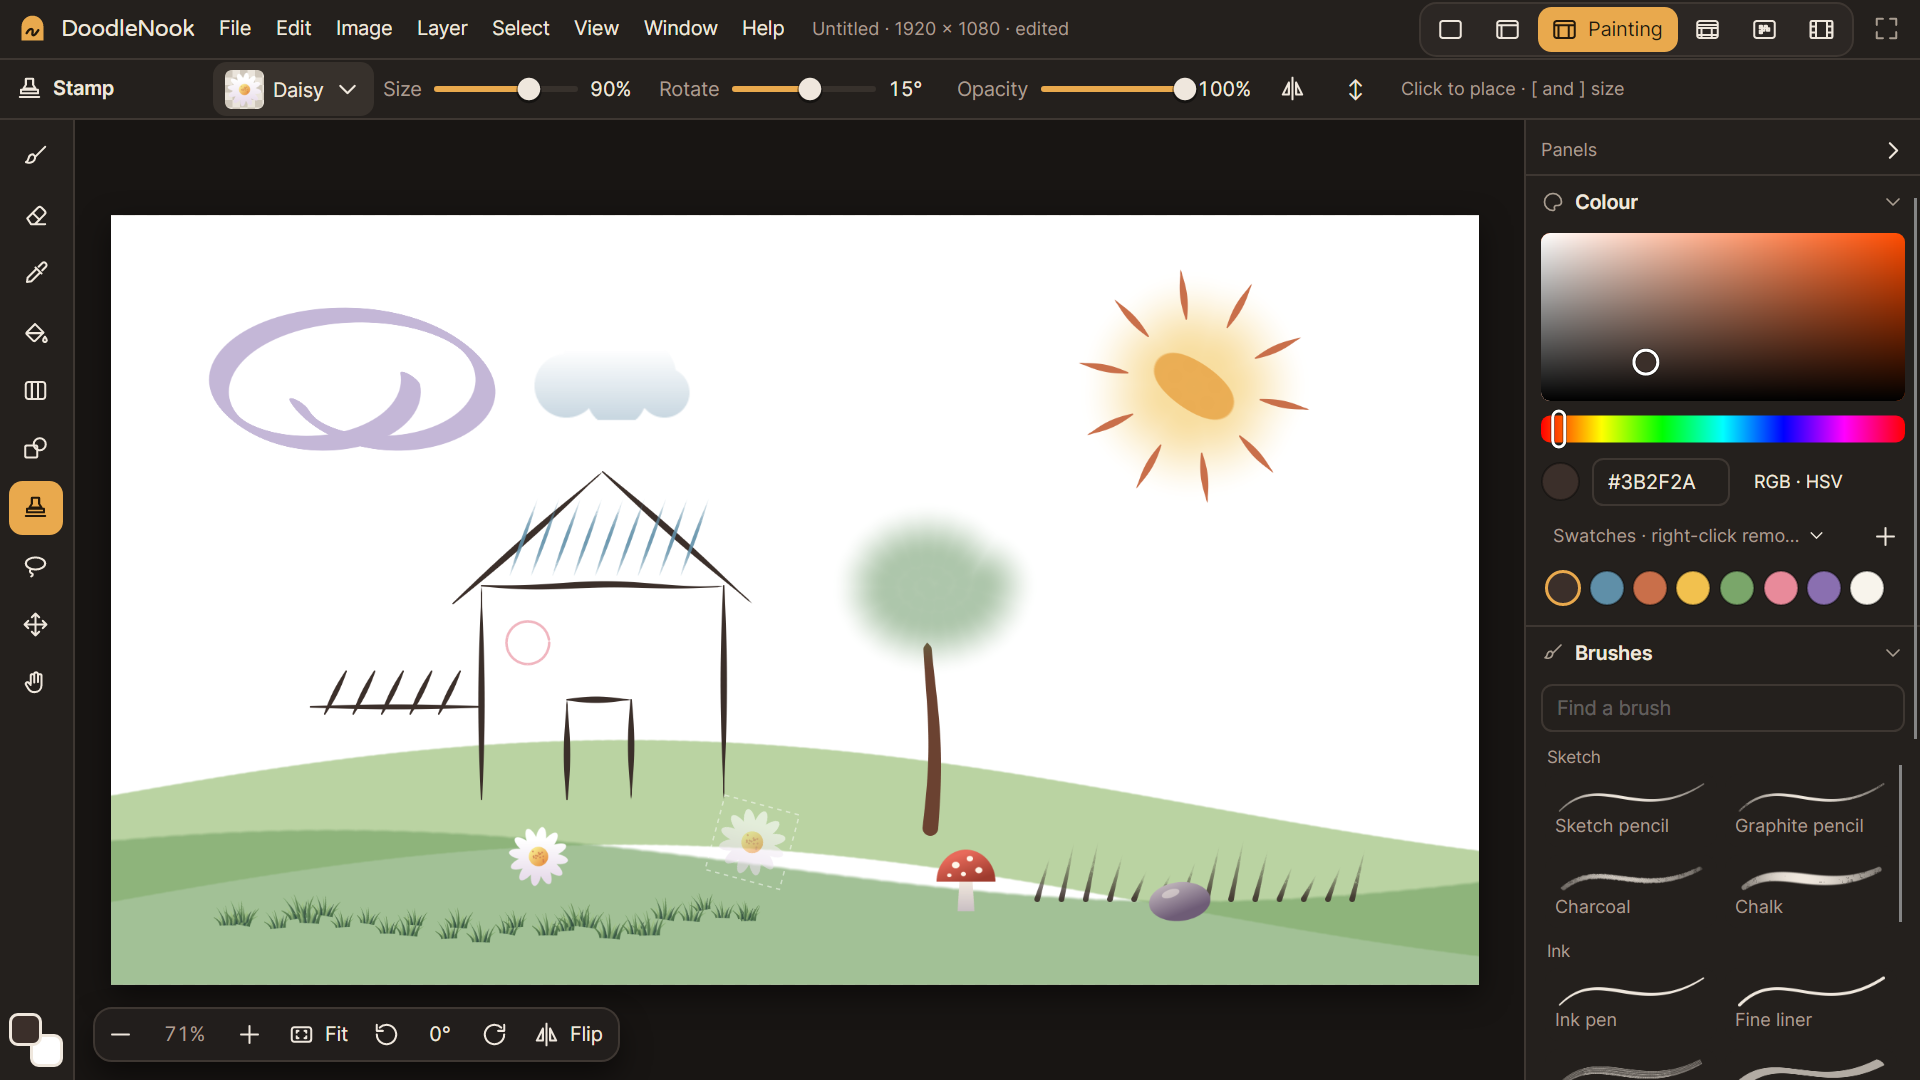 DoodleNook File Edit Image Layer Select View Window Help Untitled · 1920 × 1080 · edited Painting
Stamp Daisy Size 90% Rotate 15° Opacity 100% Click to place · [ and ] size
Panels
Colour
#3B2F2A RGB · HSV
Swatches · right-click remo...
Brushes
Find a brush
Sketch
Sketch pencil Graphite pencil
Charcoal Chalk
Ink
Ink pen Fine liner
71% Fit 0° Flip